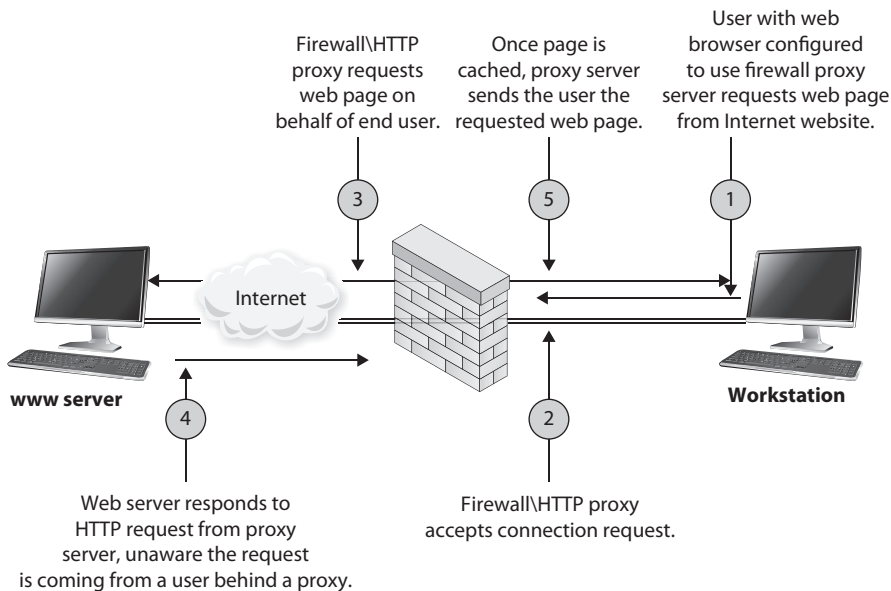 Firewall\HTTP
proxy requests
web page on
behalf of end user.
Once page is
cached, proxy server
sends the user the
requested web page.
User with web
browser configured
to use firewall proxy
server requests web page
from Internet website.
3
5
1
Internet
www server
Workstation
4
2
Web server responds to
HTTP request from proxy
server, unaware the request
is coming from a user behind a proxy.
Firewall\HTTP proxy
accepts connection request.